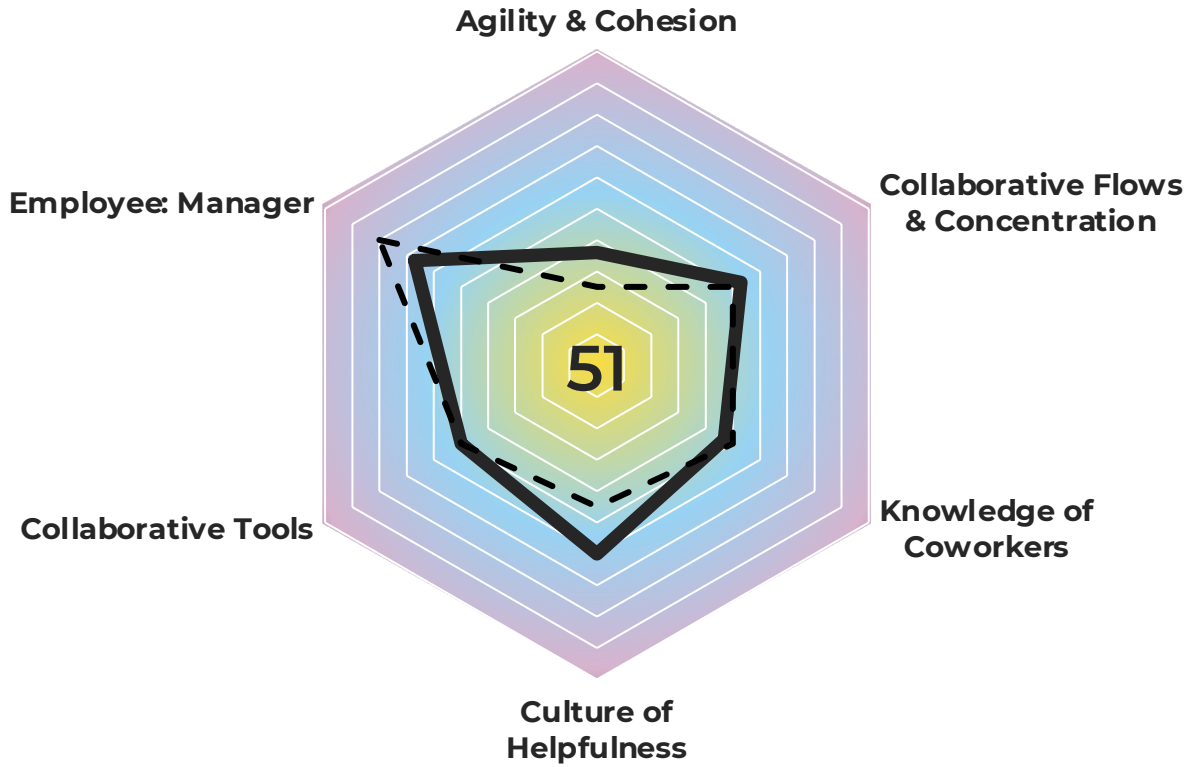 Agility & Cohesion
Collaborative Flows
& Concentration
Employee: Manager
51
Knowledge of
Coworkers
Collaborative Tools
Culture of
Helpfulness